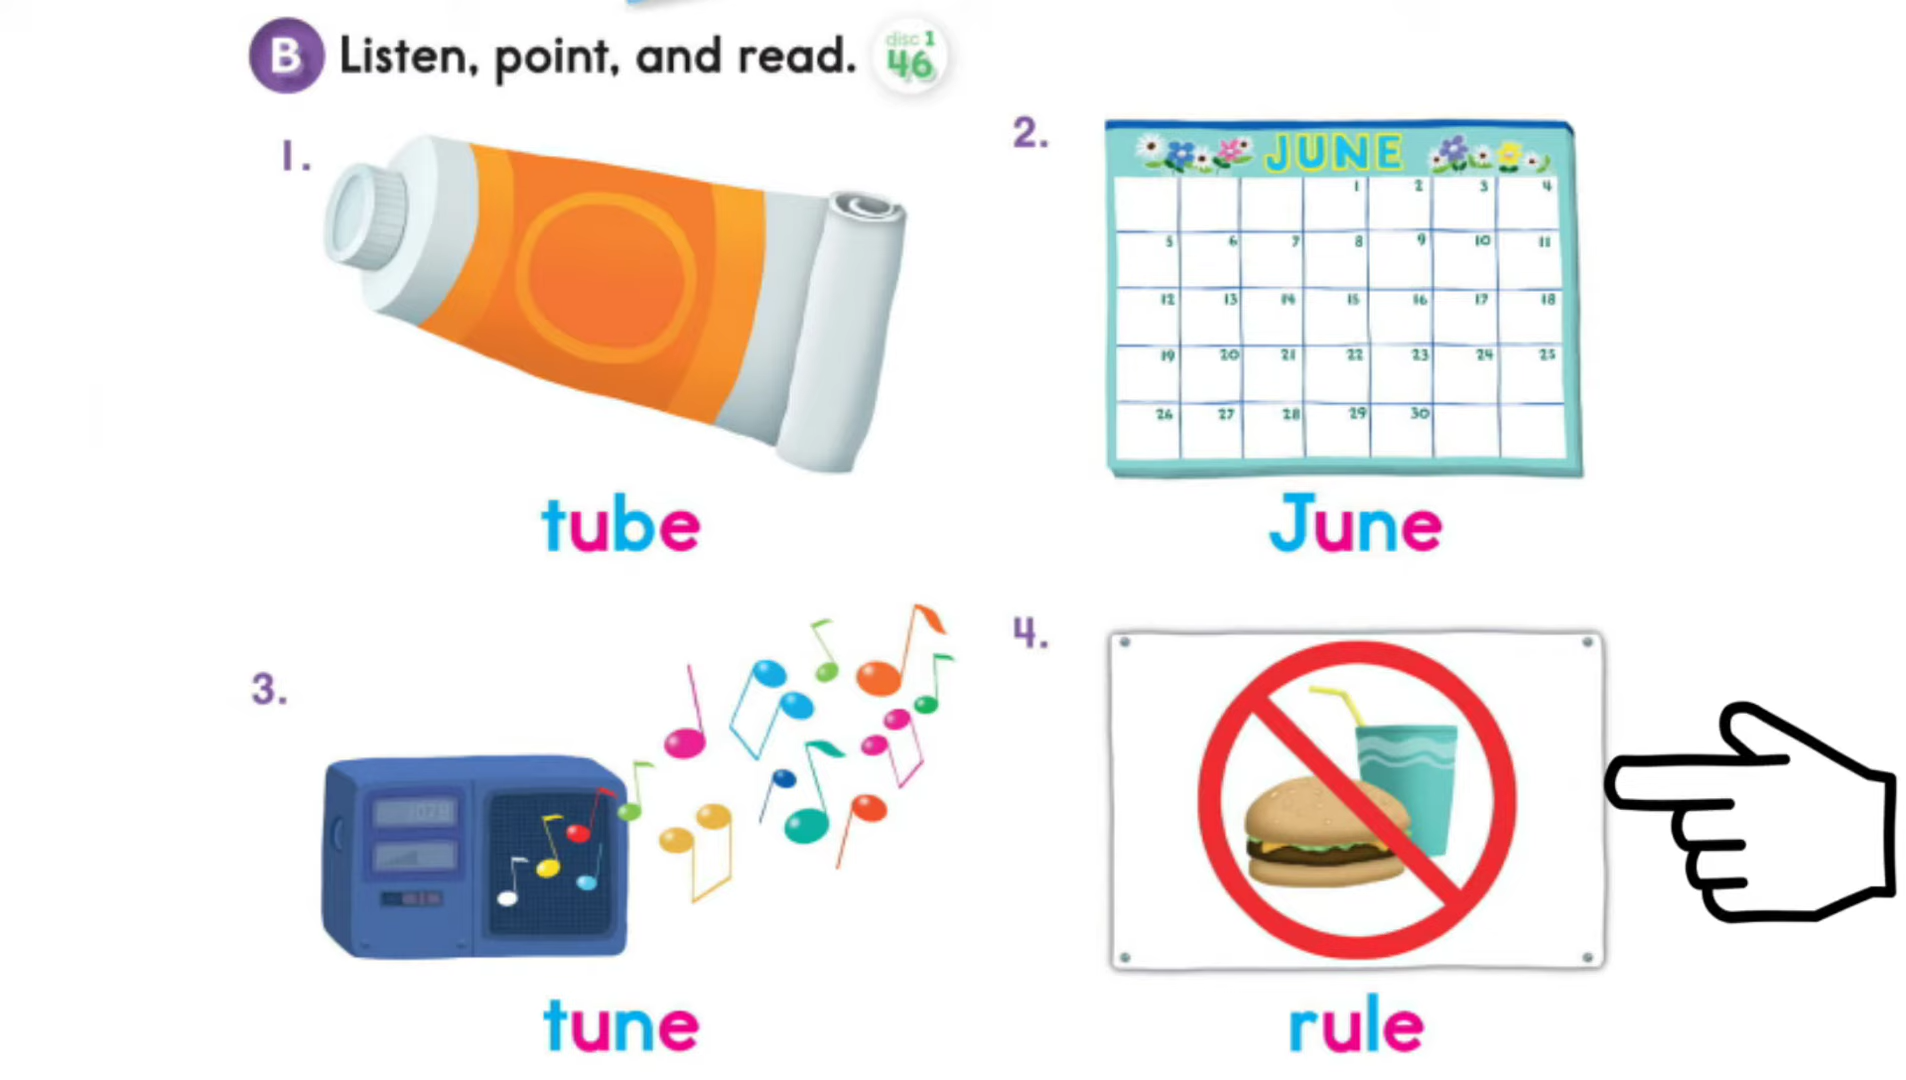 B Listen, point, and read. disc 1 46
1.
tube
2.
JUNE
1 2 3 4
5 6 7 8 9 10 11
12 13 14 15 16 17 18
19 20 21 22 23 24 25
26 27 28 29 30
June
3.
tune
4.
rule